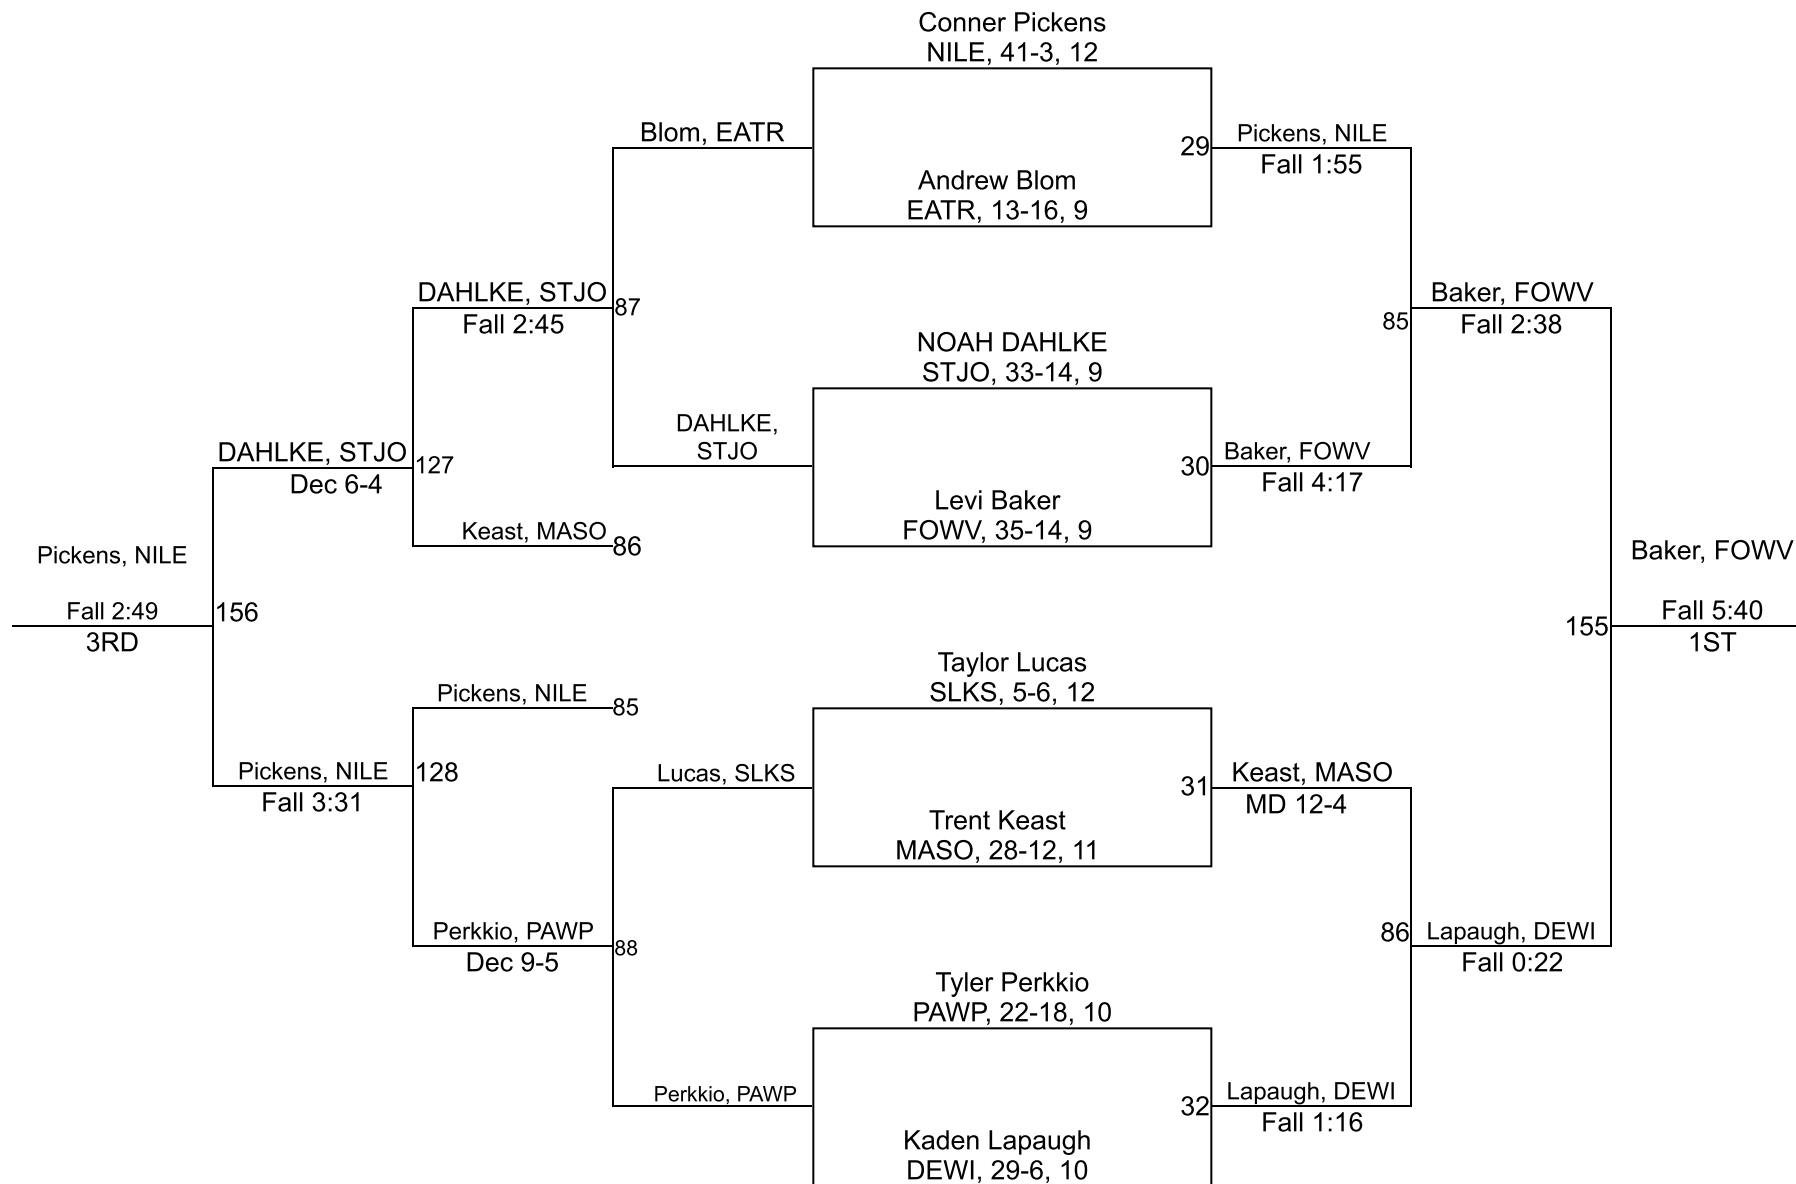 Conner Pickens
NILE, 41-3, 12
Blom, EATR
29
Pickens, NILE
Fall 1:55
Andrew Blom
EATR, 13-16, 9
DAHLKE, STJO
Fall 2:45
87
85
Baker, FOWV
Fall 2:38
NOAH DAHLKE
STJO, 33-14, 9
DAHLKE,
STJO
30
Baker, FOWV
Fall 4:17
DAHLKE, STJO
Dec 6-4
127
Levi Baker
FOWV, 35-14, 9
Keast, MASO
86
Pickens, NILE
Fall 2:49
3RD
156
155
Baker, FOWV
Fall 5:40
1ST
Taylor Lucas
SLKS, 5-6, 12
Pickens, NILE
85
Pickens, NILE
Fall 3:31
128
Lucas, SLKS
31
Keast, MASO
MD 12-4
Trent Keast
MASO, 28-12, 11
Perkkio, PAWP
Dec 9-5
88
86
Lapaugh, DEWI
Fall 0:22
Tyler Perkkio
PAWP, 22-18, 10
Perkkio, PAWP
32
Lapaugh, DEWI
Fall 1:16
Kaden Lapaugh
DEWI, 29-6, 10